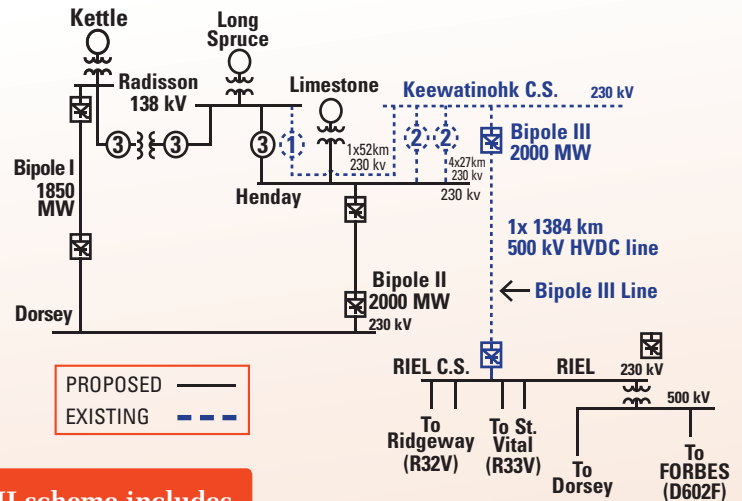 Kettle
Long
Spruce
Radisson
138 kV
Limestone
Keewatinohk C.S.
230 kV
3
3
3
1
2
2
1x52km
230 kv
4x27km
230 kv
Bipole III
2000 MW
Bipole I
1850
MW
Henday
230 kv
1x 1384 km
500 kV HVDC line
Bipole III Line
Bipole II
2000 MW
Dorsey
230 kV
RIEL C.S.
RIEL
230 kV
500 kV
PROPOSED
EXISTING
To
Ridgeway
(R32V)
To St.
Vital
(R33V)
To
Dorsey
To
FORBES
(D602F)
II scheme includes